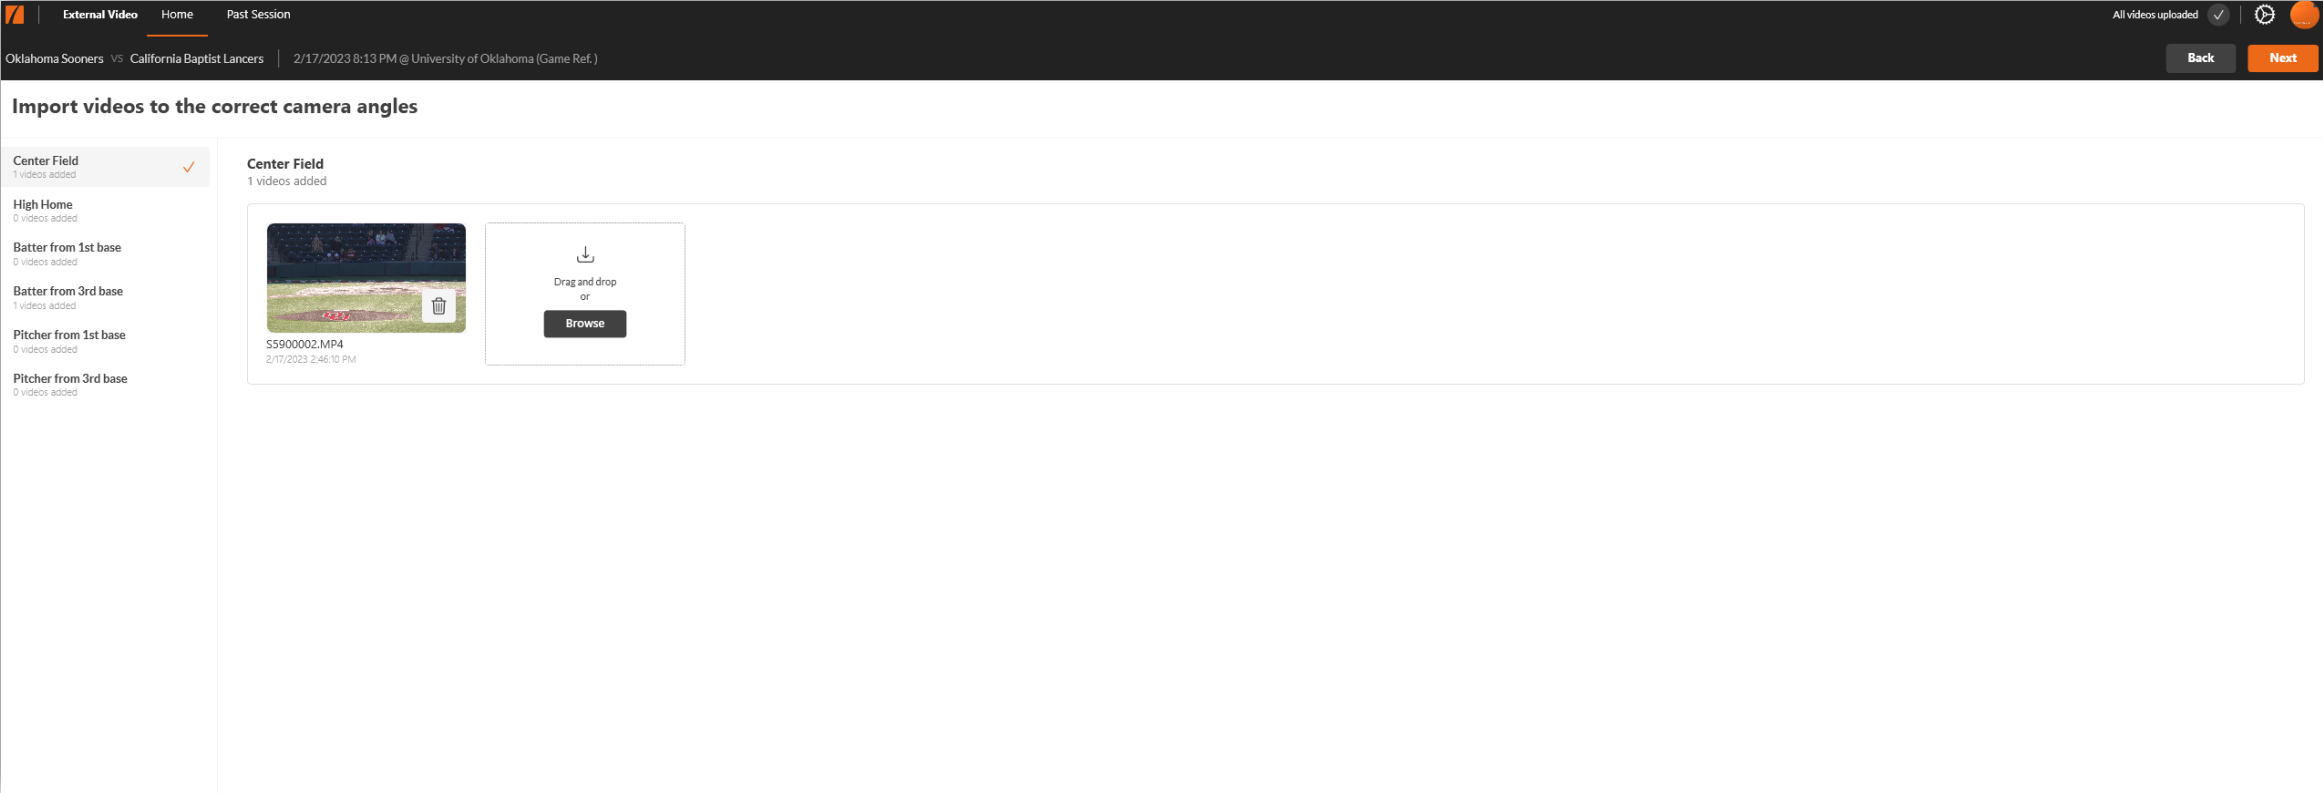 External Video
Home
Past Session
All videos uploaded
Oklahoma Sooners VS California Baptist Lancers
2/17/2023 8:13 PM @ University of Oklahoma (Game Ref. )
Back
Next
Import videos to the correct camera angles
Center Field
1 videos added
High Home
0 videos added
Batter from 1st base
0 videos added
Batter from 3rd base
1 videos added
Pitcher from 1st base
0 videos added
Pitcher from 3rd base
0 videos added
Center Field
1 videos added
S5900002.MP4
2/17/2023 2:46:10 PM
Drag and drop
or
Browse